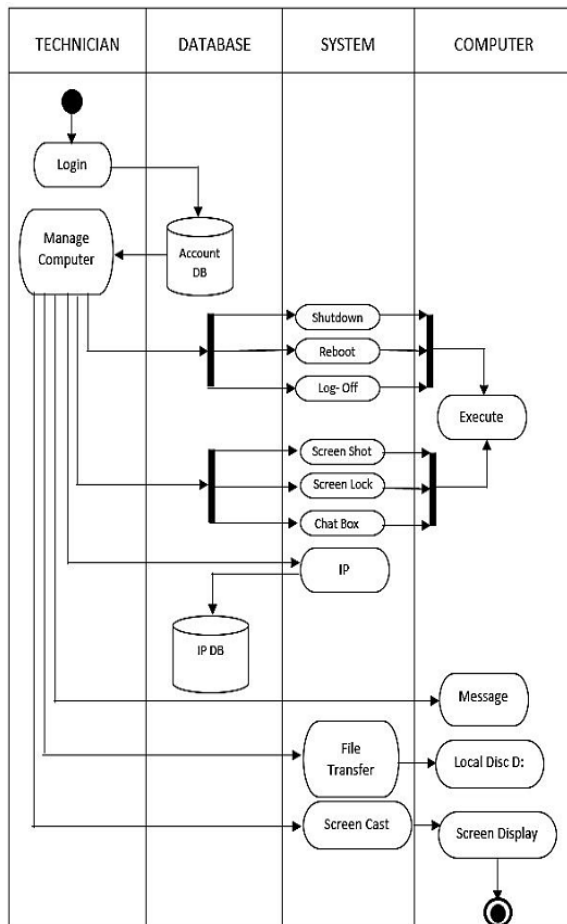 TECHNICIAN
DATABASE
SYSTEM
COMPUTER
Login
Manage
Computer
Account
DB
Shutdown
Reboot
Log- Off
Execute
Screen Shot
Screen Lock
Chat Box
IP
IP DB
Message
File
Transfer
Local Disc D:
Screen Cast
Screen Display